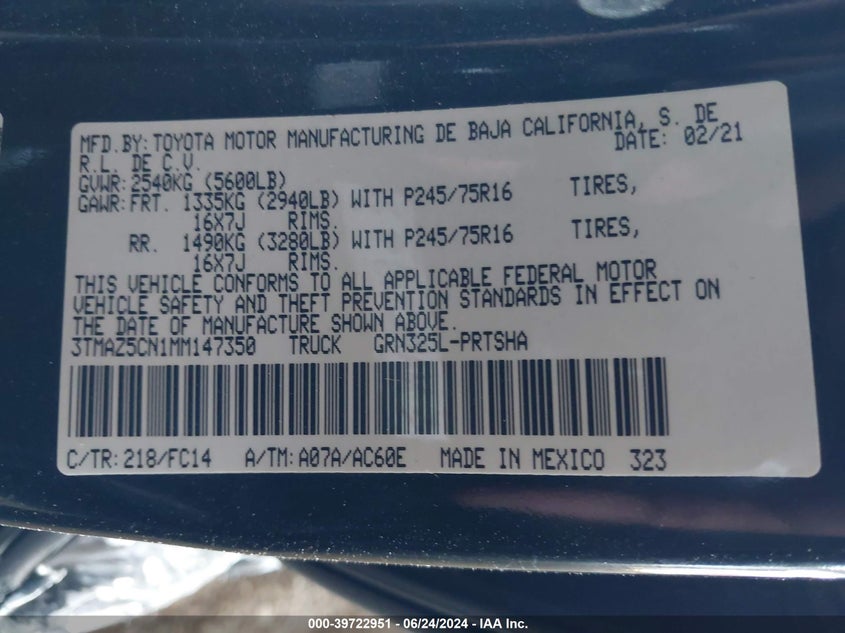 MFD.BY: TOYOTA MOTOR MANUFACTURING DE BAJA CALIFORNIA, S. DE
R.L. DE C.V. DATE: 02/21
GVWR: 2540KG (5600LB)
GAWR: FRT. 1335KG (2940LB) WITH P245/75R16 TIRES,
16X7J RIMS.
RR. 1490KG (3280LB) WITH P245/75R16 TIRES,
16X7J RIMS.
THIS VEHICLE CONFORMS TO ALL APPLICABLE FEDERAL MOTOR
VEHICLE SAFETY AND THEFT PREVENTION STANDARDS IN EFFECT ON
THE DATE OF MANUFACTURE SHOWN ABOVE.
3TMAZ5CN1MM147350 TRUCK GRN325L-PRTSHA
C/TR: 218/FC14 A/TM: A07A/AC60E MADE IN MEXICO 323
000-39722951 - 06/24/2024 - IAA, Inc.